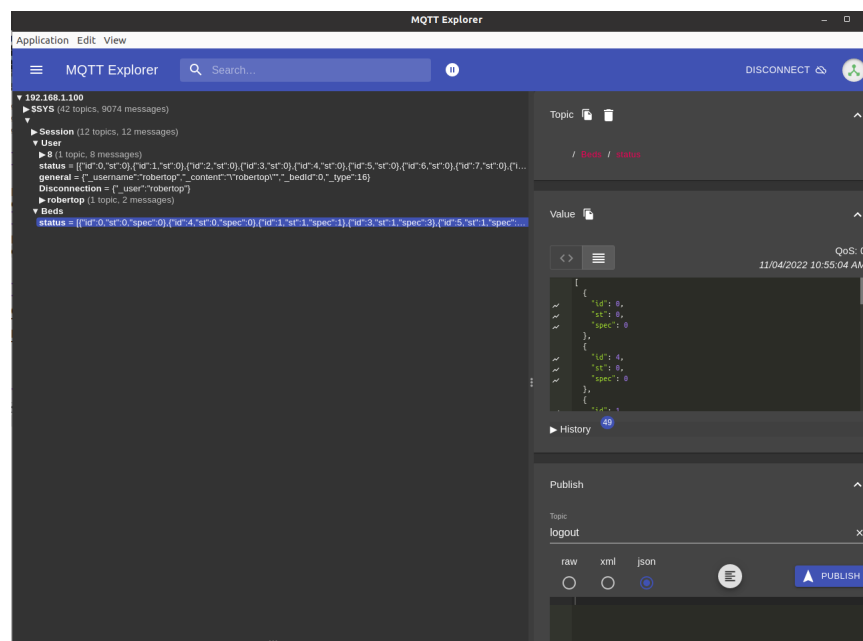 MQTT Explorer
Application Edit View
MQTT Explorer
Search...
DISCONNECT
▼ 192.168.1.100
▶ $SYS (42 topics, 9074 messages)
▼
▶ Session (12 topics, 12 messages)
▼ User
▶ 8 (1 topic, 8 messages)
status = [{"id":0,"st":0},{"id":1,"st":0},{"id":2,"st":0},{"id":3,"st":0},{"id":4,"st":0},{"id":5,"st":0},{"id":6,"st":0},{"id":7,"st":0},{"i...
general = {"_username":"robertop","_content":"\"robertop\"","_bedId":0,"_type":16}
Disconnection = {"_user":"robertop"}
▶ robertop (1 topic, 2 messages)
▼ Beds
status = [{"id":0,"st":0,"spec":0},{"id":4,"st":0,"spec":0},{"id":1,"st":1,"spec":1},{"id":3,"st":1,"spec":3},{"id":5,"st":1,"spec":...
Topic
/ Beds / status
Value
QoS: 0
11/04/2022 10:55:04 AM
[
{
"id": 0,
"st": 0,
"spec": 0
},
{
"id": 4,
"st": 0,
"spec": 0
},
{
"id": 1
▶ History 49
Publish
Topic
logout
raw xml json
PUBLISH